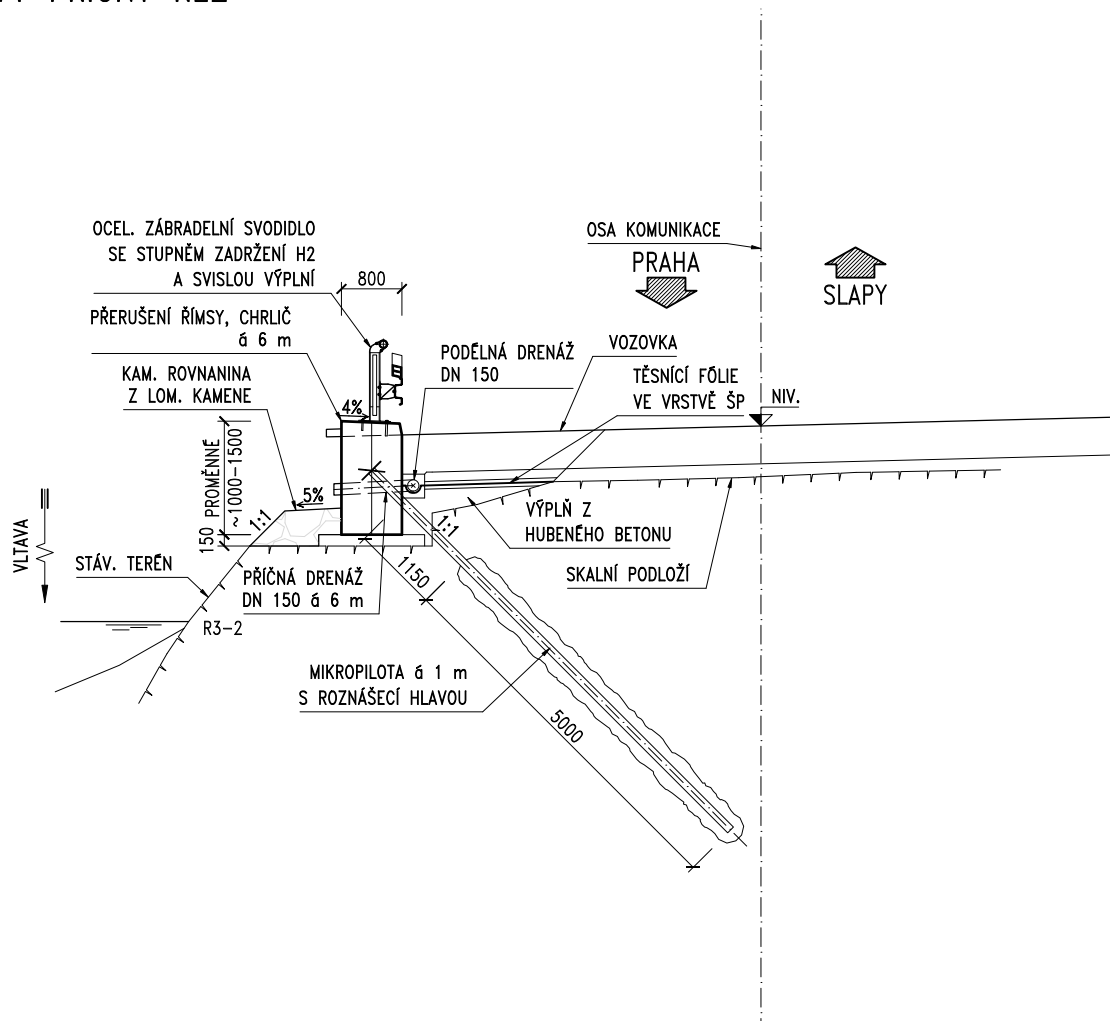 OCEL. ZÁBRADELNÍ SVODIDLO
SE STUPNĚM ZADRŽENÍ H2
A SVISLOU VÝPLNÍ
800
PŘERUŠENÍ ŘÍMSY, CHRLIČ
á 6 m
KAM. ROVNANINA
Z LOM. KAMENE
4%
PODÉLNÁ DRENÁŽ
DN 150
OSA KOMUNIKACE
PRAHA
SLAPY
VOZOVKA
TĚSNÍCÍ FÓLIE
VE VRSTVĚ ŠP
NIV.
150 PROMĚNNÉ
~1000-1500
5%
1:1
1:1
VÝPLŇ Z
HUBENÉHO BETONU
SKALNÍ PODLOŽÍ
VLTAVA
STÁV. TERÉN
PŘÍČNÁ DRENÁŽ
DN 150 á 6 m
1150
R3-2
MIKROPILOTA á 1 m
S ROZNÁŠECÍ HLAVOU
5000